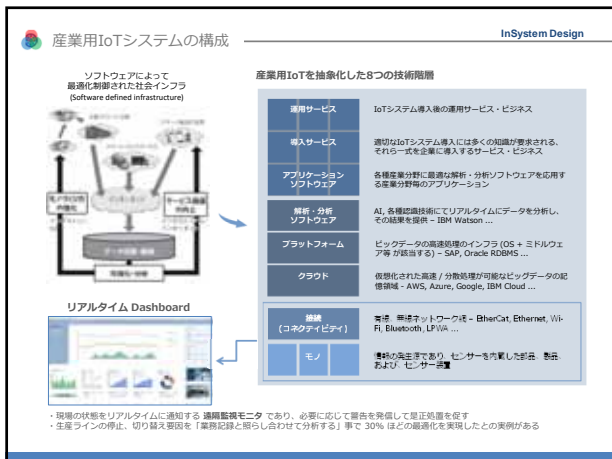 産業用IoTシステムの構成
InSystem Design
ソフトウェアによって
最適化制御された社会インフラ
(Software defined infrastructure)
産業用IoTを抽象化した8つの技術階層
運用サービス
IoTシステム導入後の運用サービス・ビジネス
導入サービス
適切なIoTシステム導入には多くの知識が要求される、
それら一式を企業に導入するサービス・ビジネス
アプリケーション
ソフトウェア
各種産業分野に最適な解析・分析ソフトウェアを応用す
る産業分野毎のアプリケーション
解析・分析
ソフトウェア
AI, 各種認識技術にてリアルタイムにデータを分析し、
その結果を提供 – IBM Watson ...
プラットフォーム
ビックデータの高速処理のインフラ (OS + ミドルウェ
ア等 が該当する) – SAP, Oracle RDBMS ...
クラウド
仮想化された高速 / 分散処理が可能なビッグデータの記
憶領域 - AWS, Azure, Google, IBM Cloud ...
接続
(コネクティビティ)
有線、無線ネットワーク網 – EtherCat, Ethernet, Wi-
Fi, Bluetooth, LPWA ...
モノ
情報の発生源であり、センサーを内蔵した部品、製品、
および、センサー装置
リアルタイム Dashboard
・現場の状態をリアルタイムに通知する 遠隔監視モニタ であり、必要に応じて警告を発信して是正処置を促す
・生産ラインの停止、切り替え要因を「業務記録と照らし合わせて分析する」事で 30% ほどの最適化を実現したとの実例がある